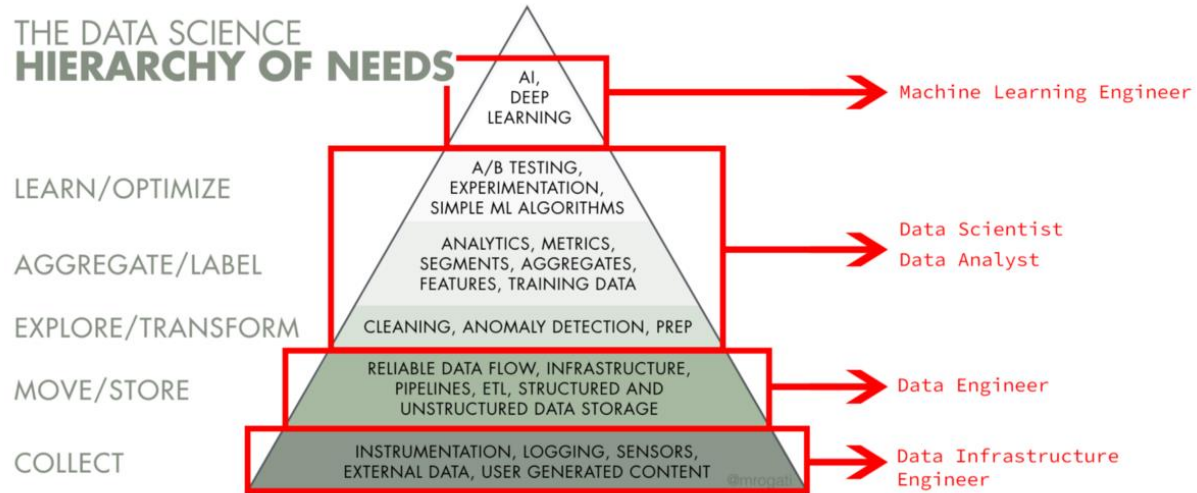 THE DATA SCIENCE
HIERARCHY OF NEEDS
AI,
DEEP
LEARNING
Machine Learning Engineer
LEARN/OPTIMIZE
A/B TESTING,
EXPERIMENTATION,
SIMPLE ML ALGORITHMS
Data Scientist
Data Analyst
AGGREGATE/LABEL
ANALYTICS, METRICS,
SEGMENTS, AGGREGATES,
FEATURES, TRAINING DATA
EXPLORE/TRANSFORM
CLEANING, ANOMALY DETECTION, PREP
MOVE/STORE
RELIABLE DATA FLOW, INFRASTRUCTURE,
PIPELINES, ETL, STRUCTURED AND
UNSTRUCTURED DATA STORAGE
Data Engineer
COLLECT
INSTRUMENTATION, LOGGING, SENSORS,
EXTERNAL DATA, USER GENERATED CONTENT
@mrogati
Data Infrastructure
Engineer